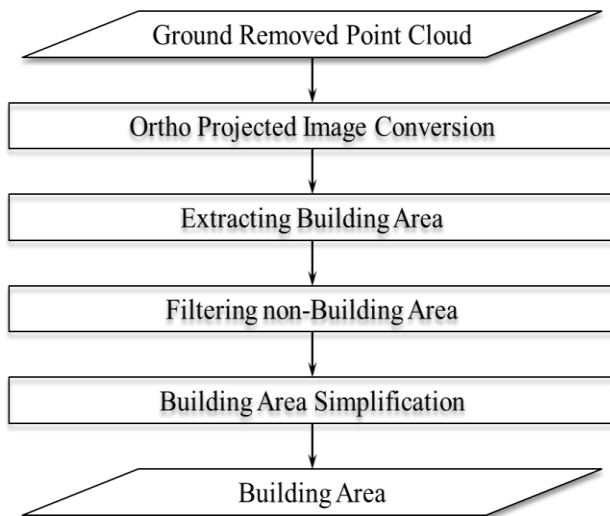 Ground Removed Point Cloud
Ortho Projected Image Conversion
Extracting Building Area
Filtering non-Building Area
Building Area Simplification
Building Area